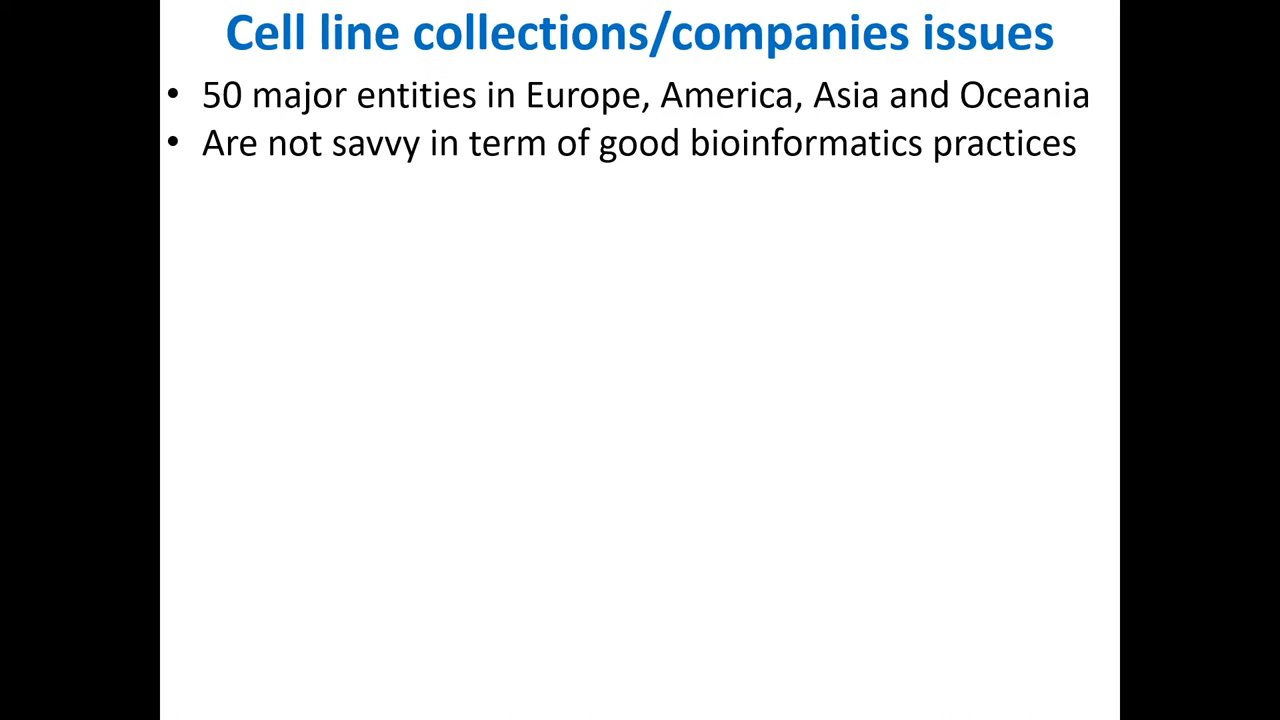 Cell line collections/companies issues
• 50 major entities in Europe, America, Asia and Oceania
• Are not savvy in term of good bioinformatics practices